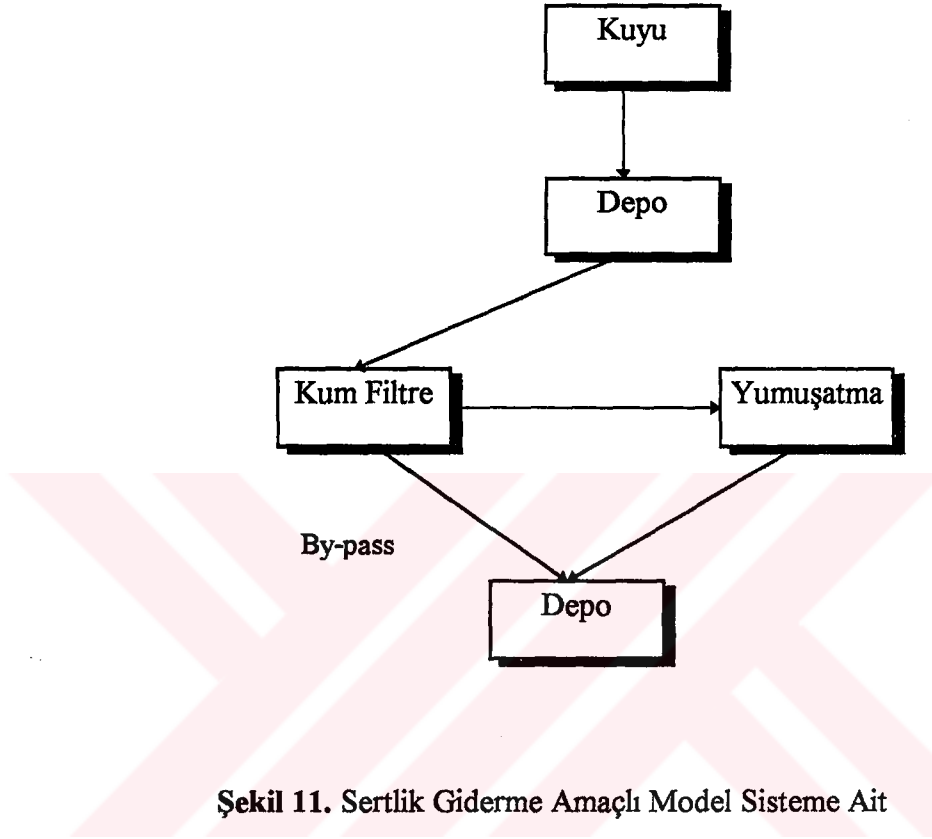 Kuyu
Depo
Kum Filtre
Yumuşatma
By-pass
Depo
Şekil 11. Sertlik Giderme Amaçlı Model Sisteme Ait